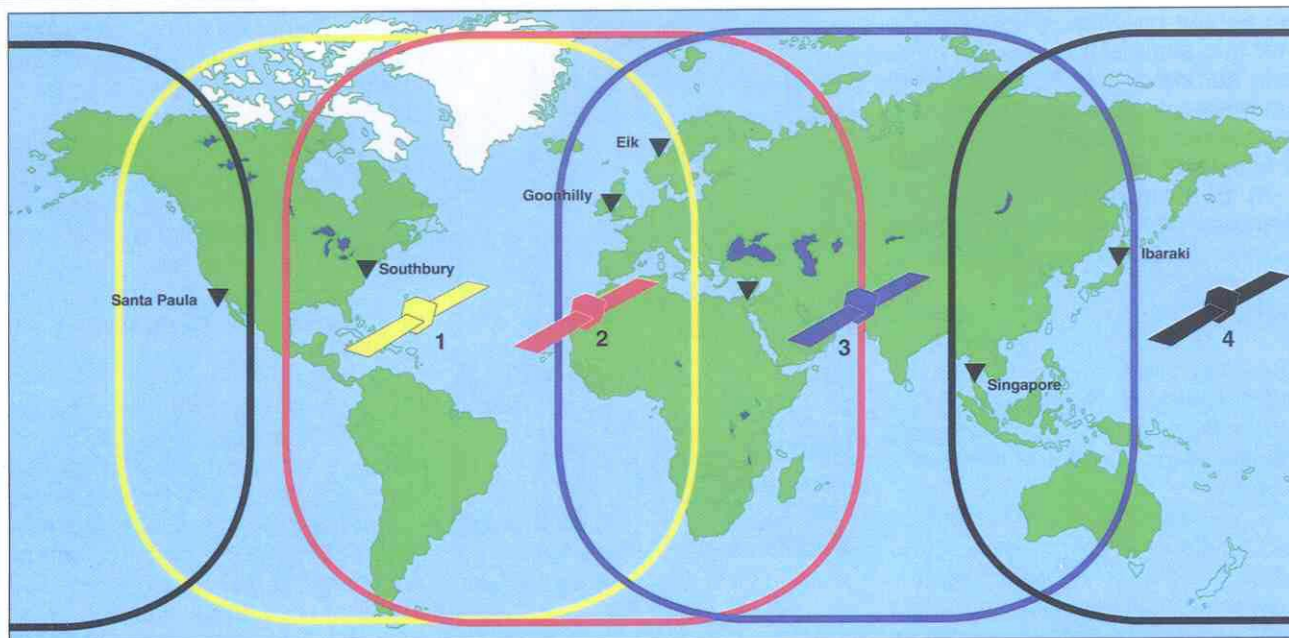 Eik
Goonhilly
Southbury
Ibaraki
Santa Paula
1
2
3
4
Singapore